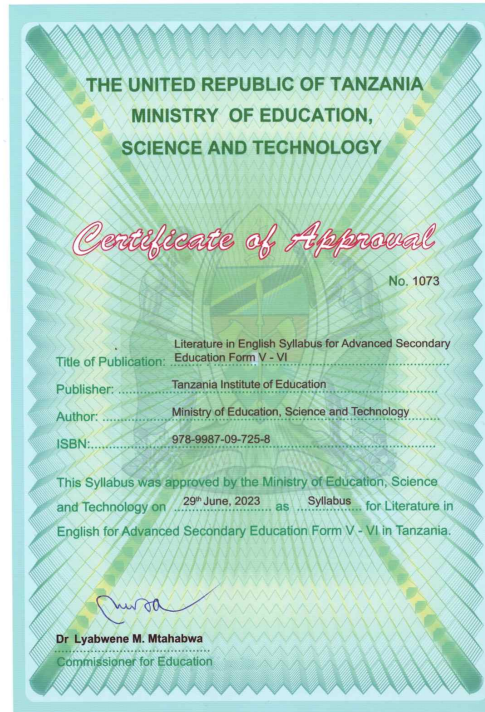 THE UNITED REPUBLIC OF TANZANIA
MINISTRY OF EDUCATION,
SCIENCE AND TECHNOLOGY
Certificate of Approval
No. 1073
Literature in English Syllabus for Advanced Secondary
Title of Publication: Education Form V - VI
Publisher: Tanzania Institute of Education
Author: Ministry of Education, Science and Technology
ISBN: 978-9987-09-725-8
This Syllabus was approved by the Ministry of Education, Science
and Technology on 29th June, 2023 as Syllabus for Literature in
English for Advanced Secondary Education Form V - VI in Tanzania.
Dr Lyabwene M. Mtahabwa
Commissioner for Education